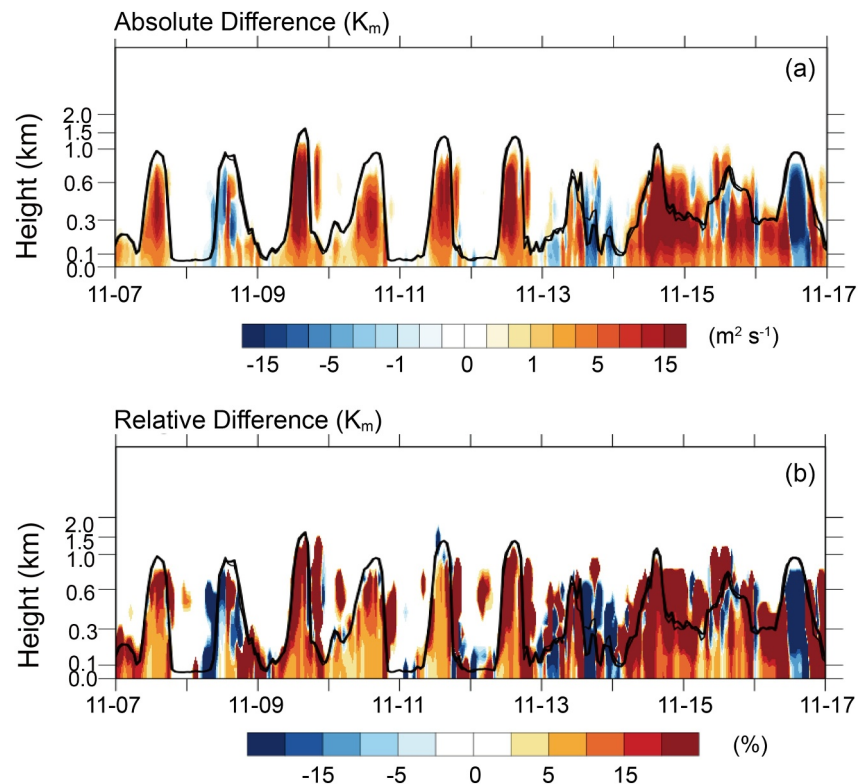 Absolute Difference (Kₘ)
(a)
Height (km)
2.0
1.5
1.0
0.6
0.3
0.1
0.0
11-07 11-09 11-11 11-13 11-15 11-17
-15 -5 -1 0 1 5 15 (m² s⁻¹)
Relative Difference (Kₘ)
(b)
Height (km)
2.0
1.5
1.0
0.6
0.3
0.1
0.0
11-07 11-09 11-11 11-13 11-15 11-17
-15 -5 0 5 15 (%)